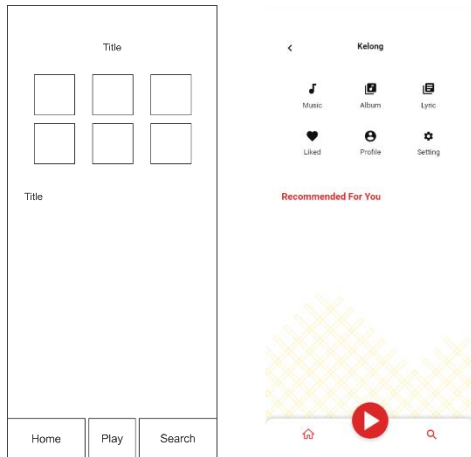 Title
Title
Home
Play
Search
Kelong
Music
Album
Lyric
Liked
Profile
Setting
Recommended For You